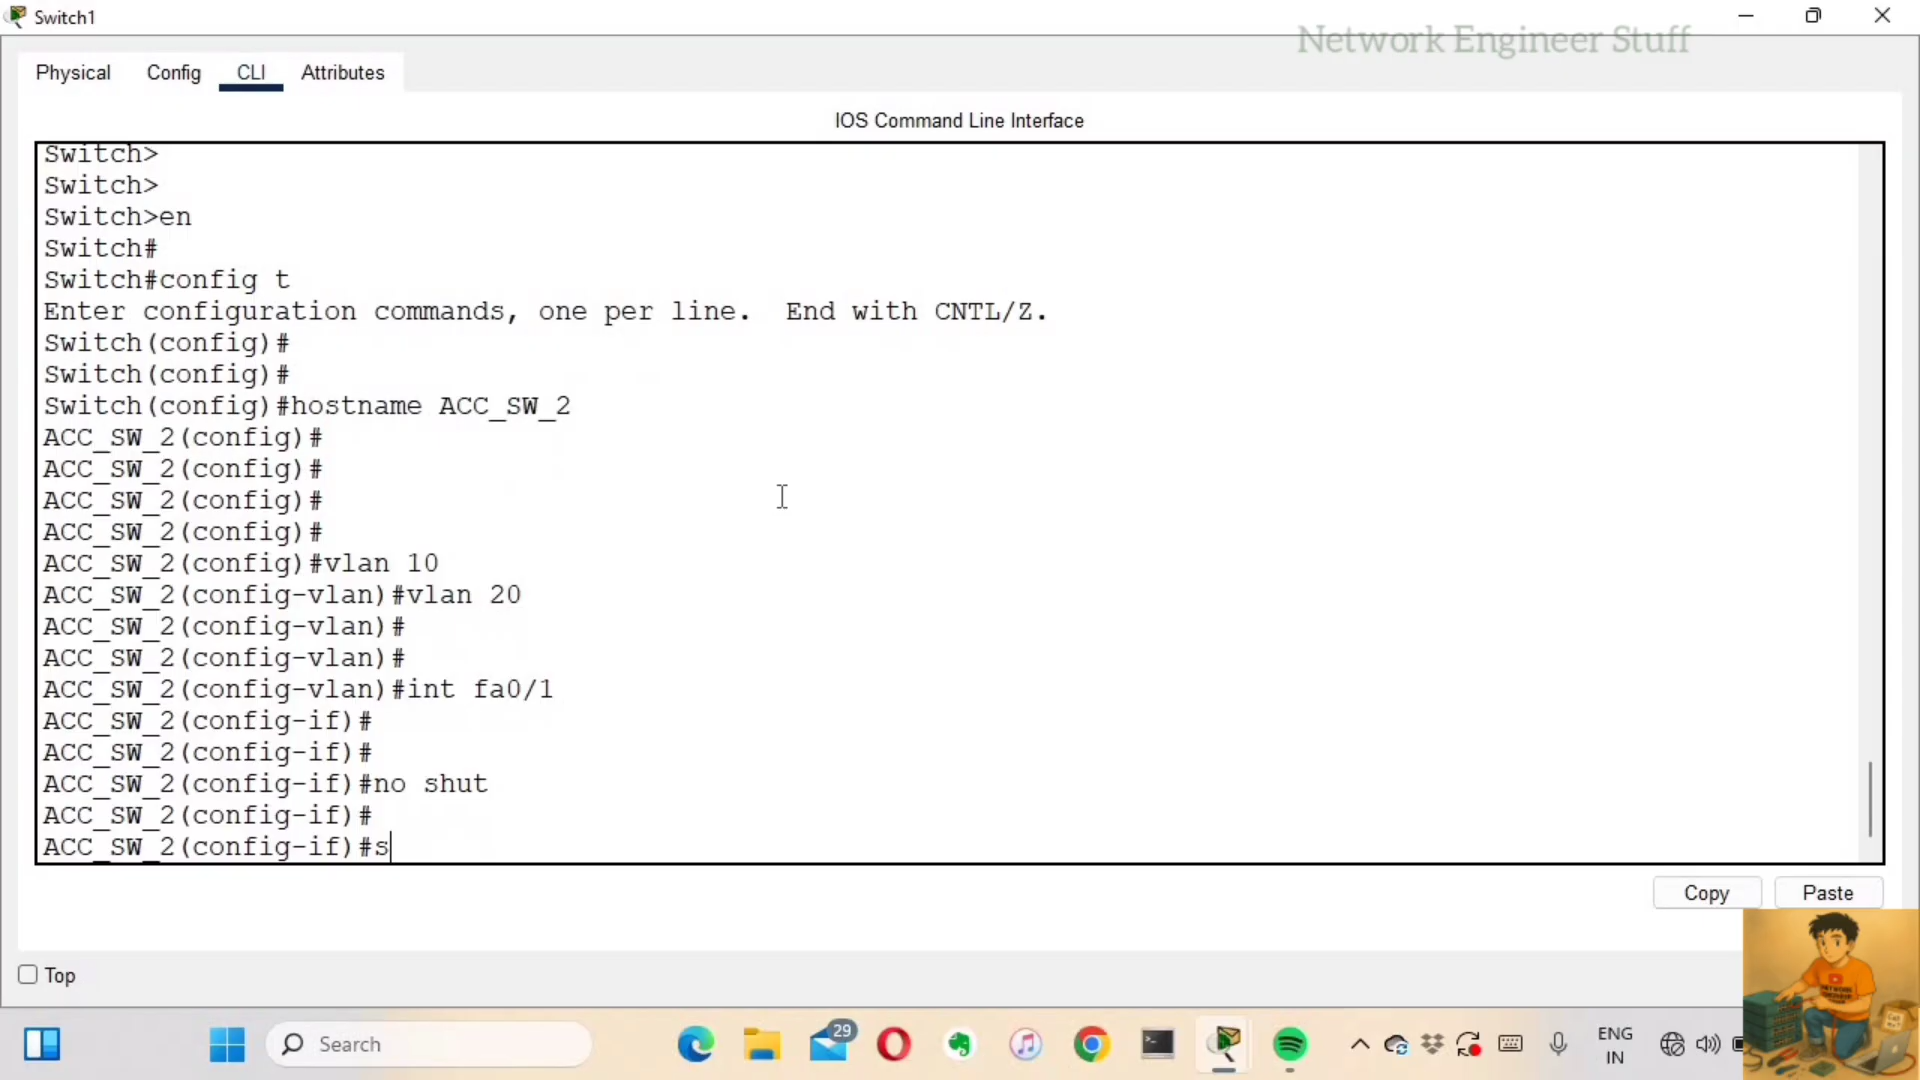 Switch1
Network Engineer Stuff
Physical
Config
CLI
Attributes
IOS Command Line Interface
Switch>
Switch>
Switch>en
Switch#
Switch#config t
Enter configuration commands, one per line.  End with CNTL/Z.
Switch(config)#
Switch(config)#
Switch(config)#hostname ACC_SW_2
ACC_SW_2(config)#
ACC_SW_2(config)#
ACC_SW_2(config)#
ACC_SW_2(config)#
ACC_SW_2(config)#vlan 10
ACC_SW_2(config-vlan)#vlan 20
ACC_SW_2(config-vlan)#
ACC_SW_2(config-vlan)#
ACC_SW_2(config-vlan)#int fa0/1
ACC_SW_2(config-if)#
ACC_SW_2(config-if)#
ACC_SW_2(config-if)#no shut
ACC_SW_2(config-if)#
ACC_SW_2(config-if)#s
Copy
Paste
Top
Search
29
ENG
IN